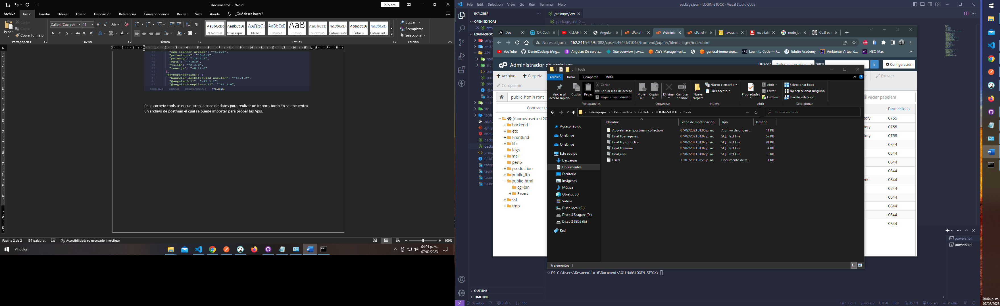 Documento1 - Word
Inic. ses.
Archivo Inicio Insertar Dibujar Diseño Disposición Referencias Correspondencia Revisar Vista Ayuda ¿Qué desea hacer?
Pegar
Cortar
Copiar
Copiar formato
Portapapeles
Calibri (Cuerpo) 11
Fuente
Párrafo
¶ Normal ¶ Sin espa... Título 1 Título 2 Título Subtítulo Énfasis sutil Énfasis Énfasis int...
Estilos
Buscar
Reemplazar
Seleccionar
Edición
37 "ngx-scanner-qrcode": "^1.2.0",
38 "primeicons": "^6.0.1",
39 "primeng": "^15.1.1",
40 "rxjs": "~7.8.0",
41 "tslib": "^2.3.0",
42 "zone.js": "~0.12.0"
43 },
44 "devDependencies": {
45 "@angular-devkit/build-angular": "^15.1.2",
46 "@angular/cli": "~15.1.2",
47 "@angular/compiler-cli": "^15.1.0",
PROBLEMS OUTPUT DEBUG CONSOLE TERMINAL
En la carpeta tools se encuentran la base de datos para realizar un import, también se encuentra
un archivo de postman el cual se puede importar para probar las Apis.
Página 2 de 2 137 palabras Accesibilidad: es necesario investigar 100%
Vínculos
04:04 p. m.
07/02/2023
File Edit Selection View Go Run Terminal Help
package.json - LOGIN-STOCK - Visual Studio Code
EXPLORER
package.json
OPEN EDITORS
package.json > ...
LOGIN-STOC
API
src
tools
OUTLINE
TIMELINE
Doc QR Code KILLAH M Angular cPanel - Adminis cPanel A javascrip mat-tabl node js Cuál es
No es seguro | 162.241.94.49:2082/cpsess4644631046/frontend/jupiter/filemanager/index.html
YouTube DanielCodexp (Ang... Angular: De cero a... Site overview | swe... AWS Management... general-immersion... Learn to Code — F... Edutin Academy Ambiente Virtual d... HBO Max »
Administrador de archivos
Buscar Todos sus archivos para Ir Configuración
Archivo Carpeta
Extraer
Comprimir
public_html/Front
Vaciar papelera
Contraer to
Permissions
(/home/usertest20
backend
etc
FrontEnd
lib
logs
mail
perl5
production
public_ftp
public_html
cgi-bin
Front
ssl
tmp
0755
0755
0755
0644
0644
0644
0644
0644
0644
0644
0644
0644
0644
tools
Archivo Inicio Compartir Vista
Anclar al
acceso rápido
Copiar
Pegar
Cortar
Copiar ruta de acceso
Pegar acceso directo
Portapapeles
Mover
a
Copiar
a
Eliminar
Cambiar
nombre
Organizar
Nueva
carpeta
Nuevo elemento
Fácil acceso
Nuevo
Propiedades
Abrir
Editar
Historial
Abrir
Seleccionar todo
No seleccionar ninguno
Invertir selección
Seleccionar
Este equipo > Documentos > GitHub > LOGIN-STOCK > tools
Buscar en tools
Nombre Fecha de modificación Tipo Tamaño
Apy-almacen.postman_collection 07/02/2023 01:05 p. m. Archivo de origen ... 11 KB
final_tbimagenes 07/02/2023 01:07 p. m. SQL Text File 57 KB
final_tbproductos 07/02/2023 01:07 p. m. SQL Text File 91 KB
final_tbrevisar 07/02/2023 01:07 p. m. SQL Text File 4 KB
final_user 07/02/2023 01:07 p. m. SQL Text File 3 KB
Users 31/01/2023 03:23 p. m. Documento de te... 1 KB
Acceso rápido
OneDrive
OneDrive
Este equipo
Descargas
Documentos
Escritorio
Imágenes
Música
Objetos 3D
Videos
Disco local (C:)
Disco 3 Seagate (D:)
Disco 2 SSD2 (E:)
Red
6 elementos
powershell
powershell
PS C:\Users\Desarrollo 6\Documents\GitHub\LOGIN-STOCK>
develop 0 0 {..} : 156
Ln 1, Col 1 Spaces: 2 UTF-8 CRLF JSON Go Live Prettier
04:04 p. m.
07/02/2023